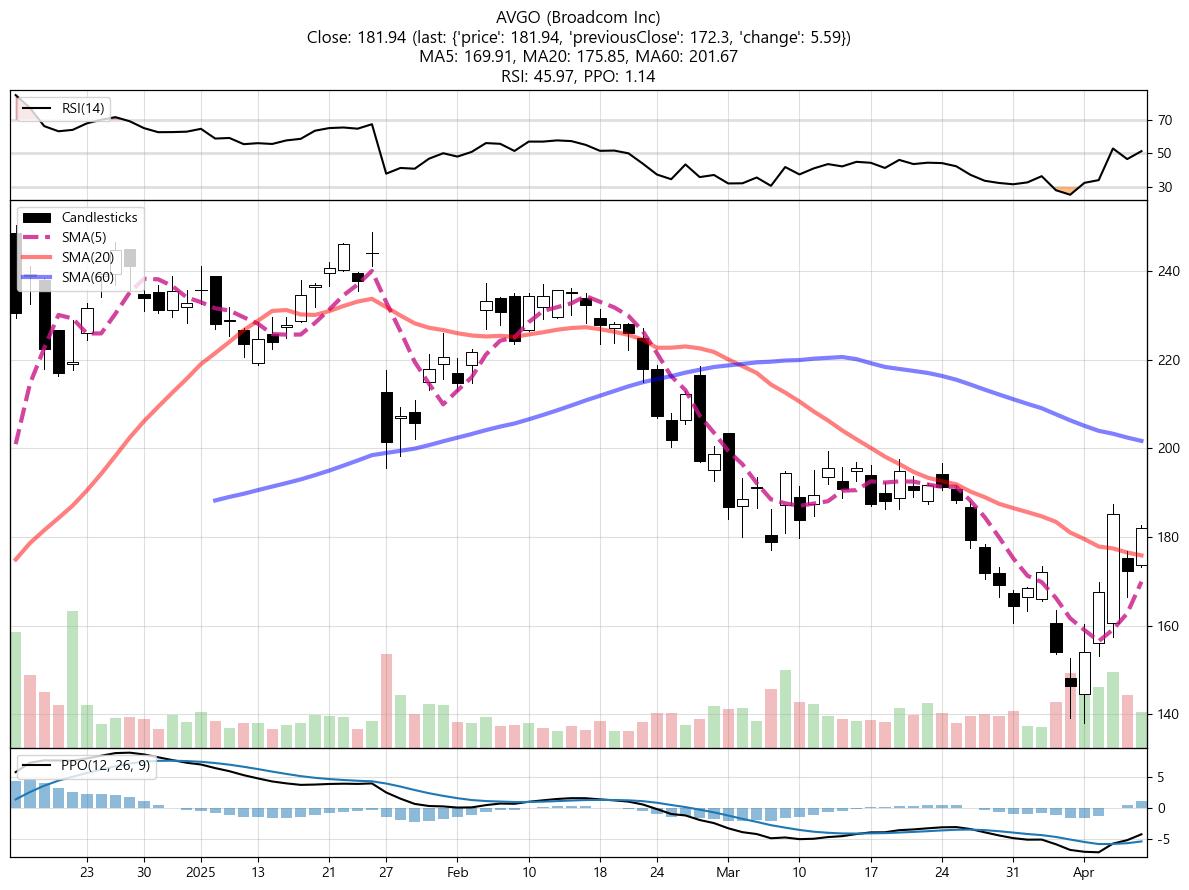 AVGO (Broadcom Inc)
Close: 181.94 (last: {'price': 181.94, 'previousClose': 172.3, 'change': 5.59})
MA5: 169.91, MA20: 175.85, MA60: 201.67
RSI: 45.97, PPO: 1.14
RSI(14)
70
50
30
Candlesticks
SMA(5)
SMA(20)
SMA(60)
240
220
200
180
160
140
PPO(12, 26, 9)
5
0
-5
23 30 2025 13 21 27 Feb 10 18 24 Mar 10 17 24 31 Apr